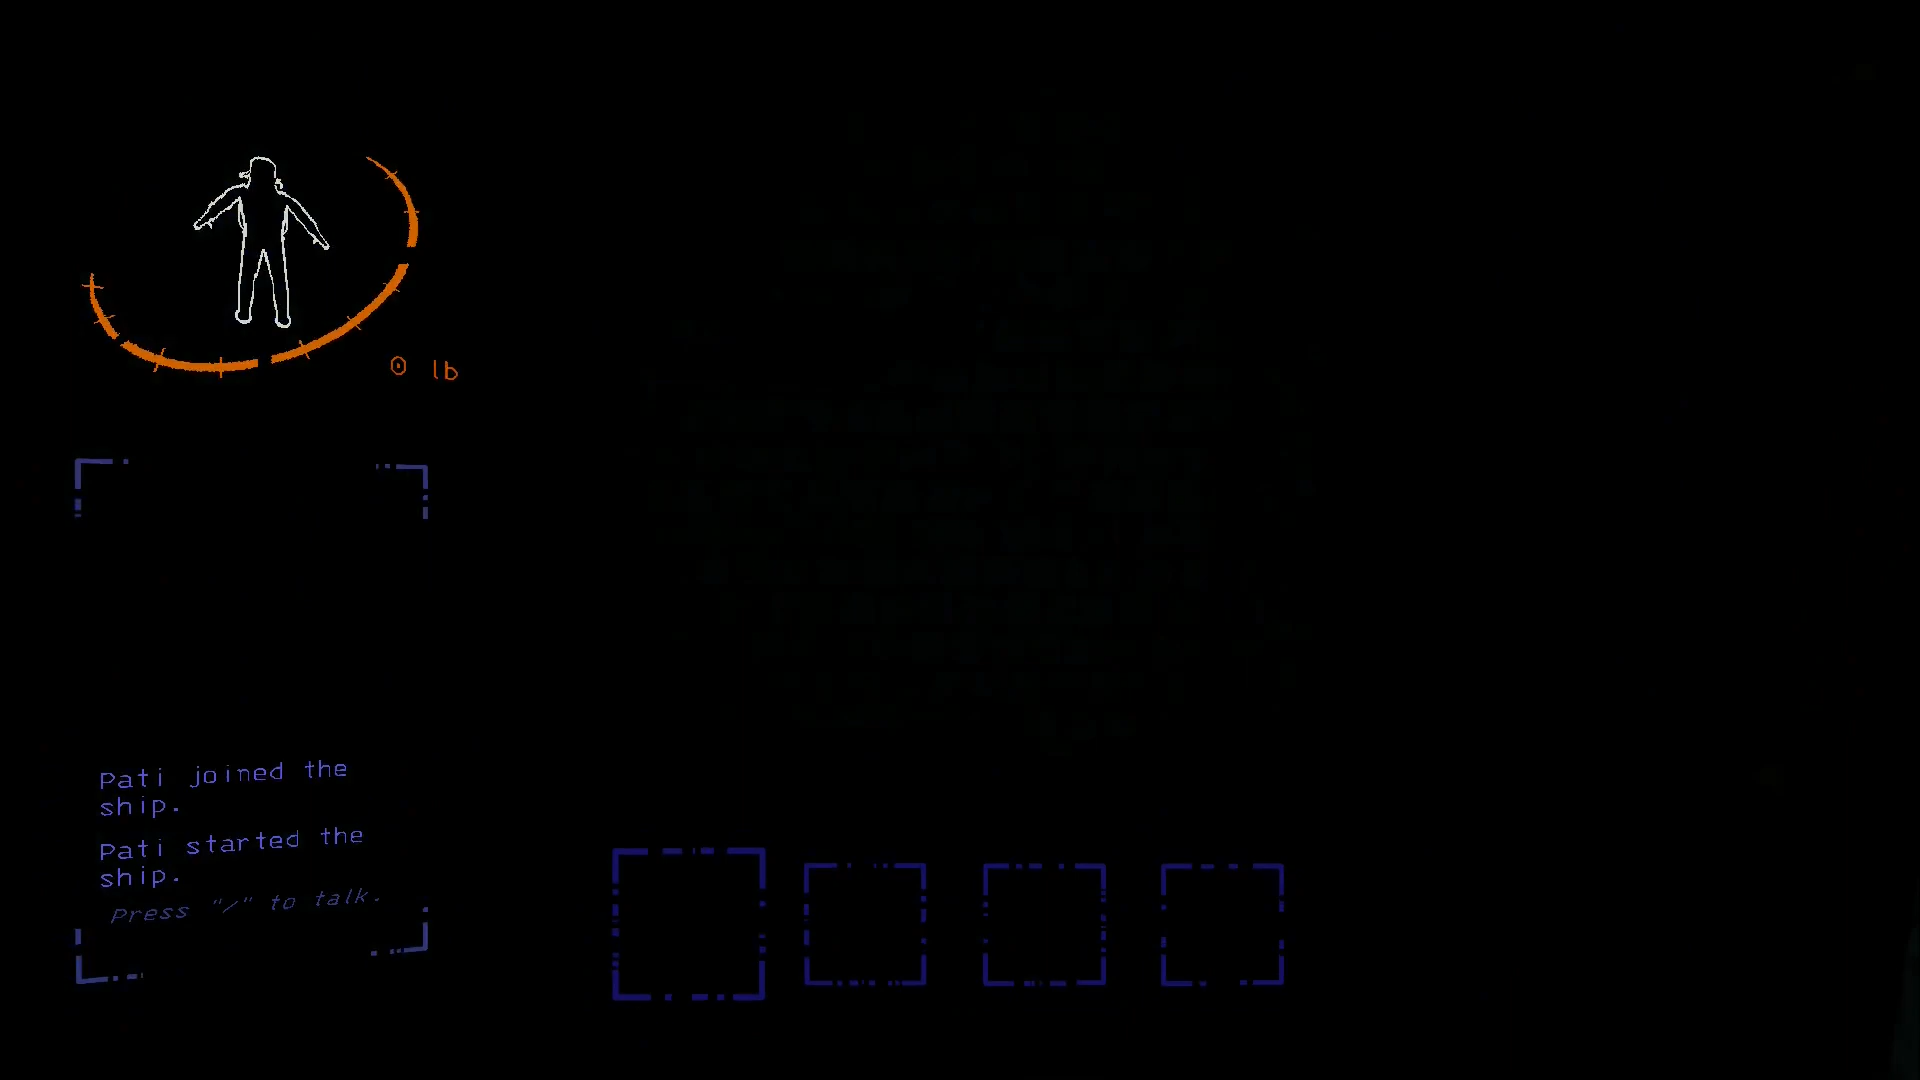 0 lb
Pati joined the
ship.
Pati started the
ship.
Press "/" to talk.